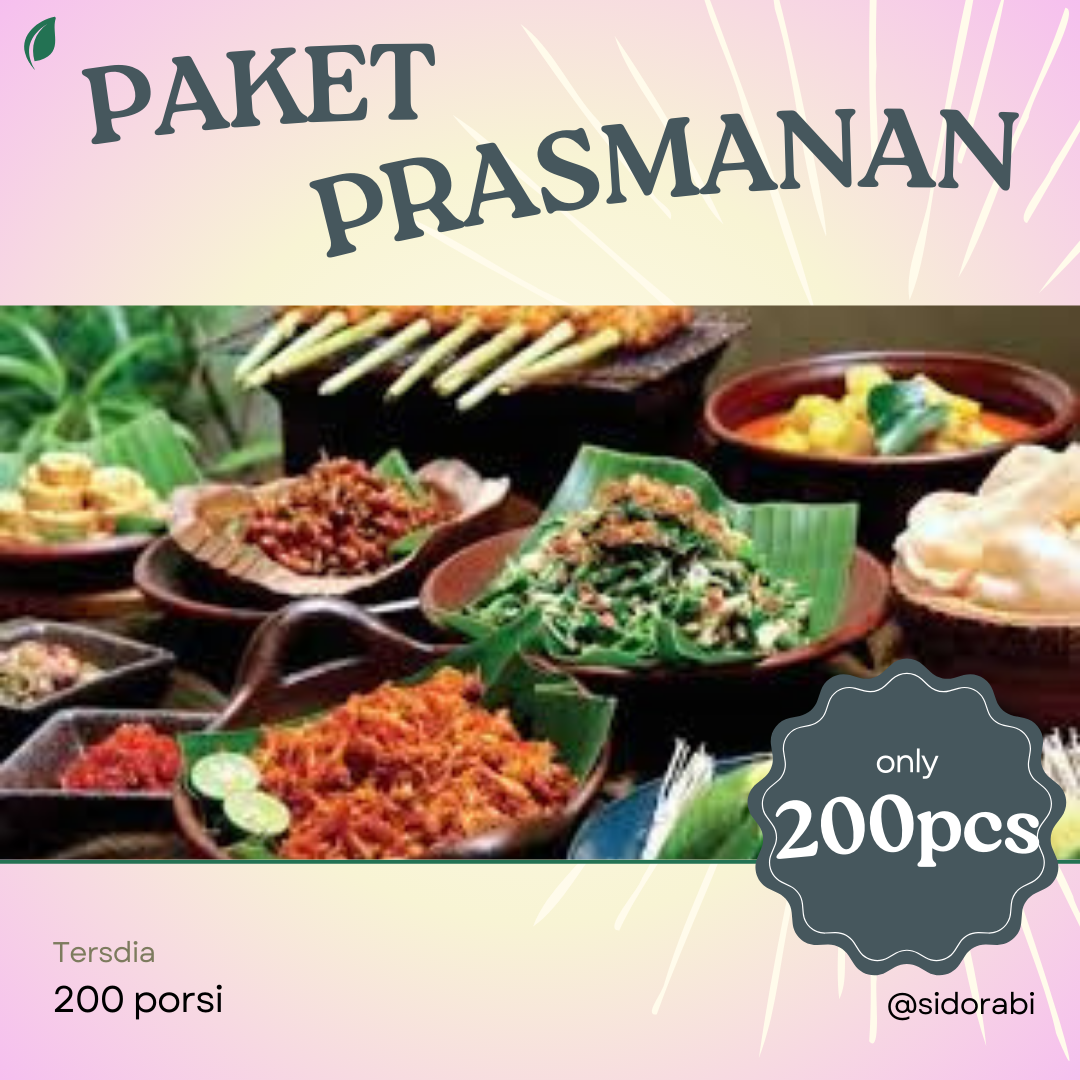 PAKET
PRASMANAN
only
200pcs
Tersdia
200 porsi
@sidorabi